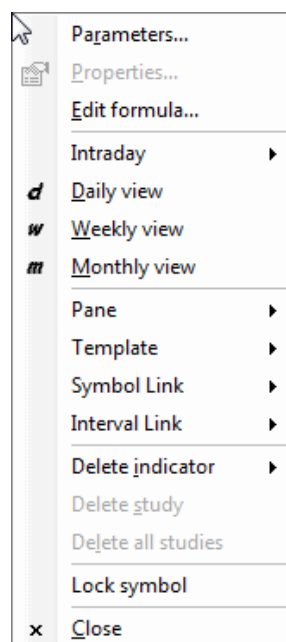 Parameters...
Properties...
Edit formula...
Intraday
d Daily view
w Weekly view
m Monthly view
Pane
Template
Symbol Link
Interval Link
Delete indicator
Delete study
Delete all studies
Lock symbol
Close